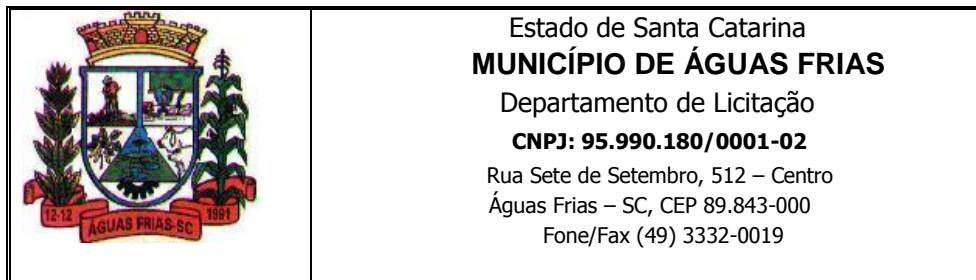 12-12
ÁGUAS FRIAS-SC
1991
Estado de Santa Catarina
MUNICÍPIO DE ÁGUAS FRIAS
Departamento de Licitação
CNPJ: 95.990.180/0001-02
Rua Sete de Setembro, 512 – Centro
Águas Frias – SC, CEP 89.843-000
Fone/Fax (49) 3332-0019